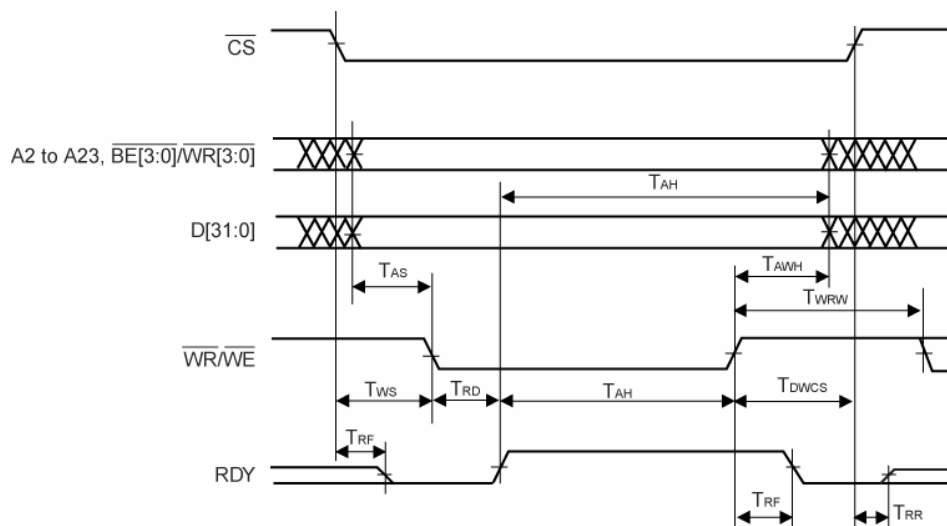 CS
A2 to A23, BE[3:0]/WR[3:0]
TAH
D[31:0]
TAS
TAWH
TWRW
WR/WE
TWS
TRD
TAH
TDWCS
TRF
RDY
TRF
TRR